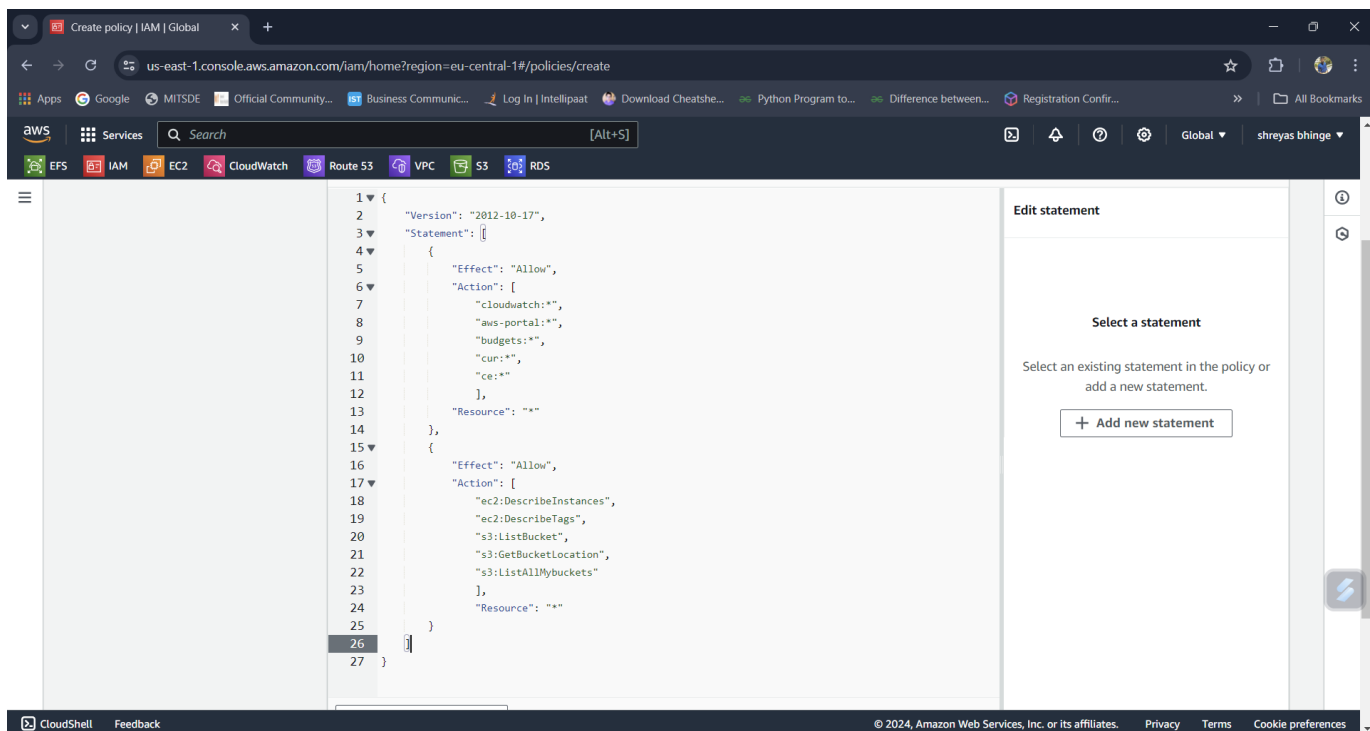 Create policy | IAM | Global
us-east-1.console.aws.amazon.com/iam/home?region=eu-central-1#/policies/create
Apps Google MITSDE Official Community... IST Business Communic... Log In | Intellipaat Download Cheatshe... Python Program to... Difference between... Registration Confir... » All Bookmarks
aws Services Search [Alt+S] Global shreyas bhinge
EFS IAM EC2 CloudWatch Route 53 VPC S3 RDS
1 {
2 "Version": "2012-10-17",
3 "Statement": [
4 {
5 "Effect": "Allow",
6 "Action": [
7 "cloudwatch:*",
8 "aws-portal:*",
9 "budgets:*",
10 "cur:*",
11 "ce:*"
12 ],
13 "Resource": "*"
14 },
15 {
16 "Effect": "Allow",
17 "Action": [
18 "ec2:DescribeInstances",
19 "ec2:DescribeTags",
20 "s3:ListBucket",
21 "s3:GetBucketLocation",
22 "s3:ListAllMybuckets"
23 ],
24 "Resource": "*"
25 }
26 ]
27 }
Edit statement
Select a statement
Select an existing statement in the policy or
add a new statement.
+ Add new statement
CloudShell Feedback © 2024, Amazon Web Services, Inc. or its affiliates. Privacy Terms Cookie preferences